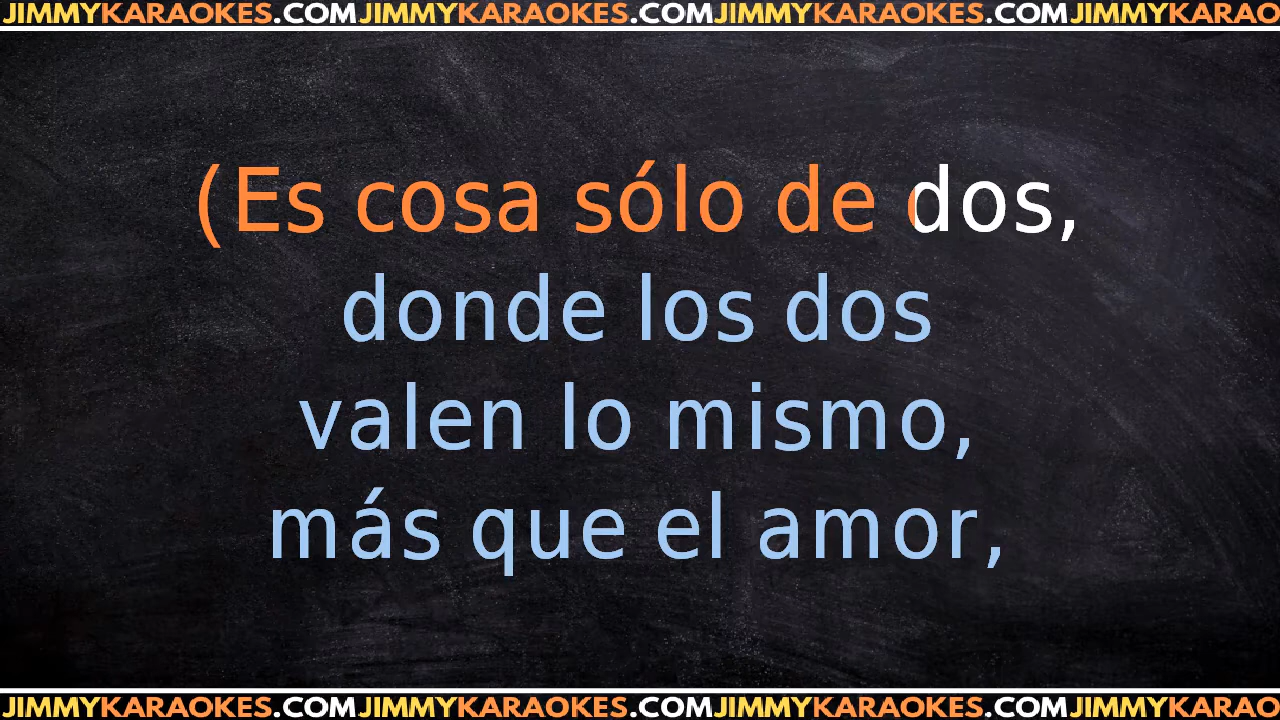 JIMMYKARAOKES.COMJIMMYKARAOKES.COMJIMMYKARAOKES.COMJIMMYKARAO
(Es cosa sólo de dos,
donde los dos
valen lo mismo,
más que el amor,
JIMMYKARAOKES.COMJIMMYKARAOKES.COMJIMMYKARAOKES.COMJIMMYKARAO